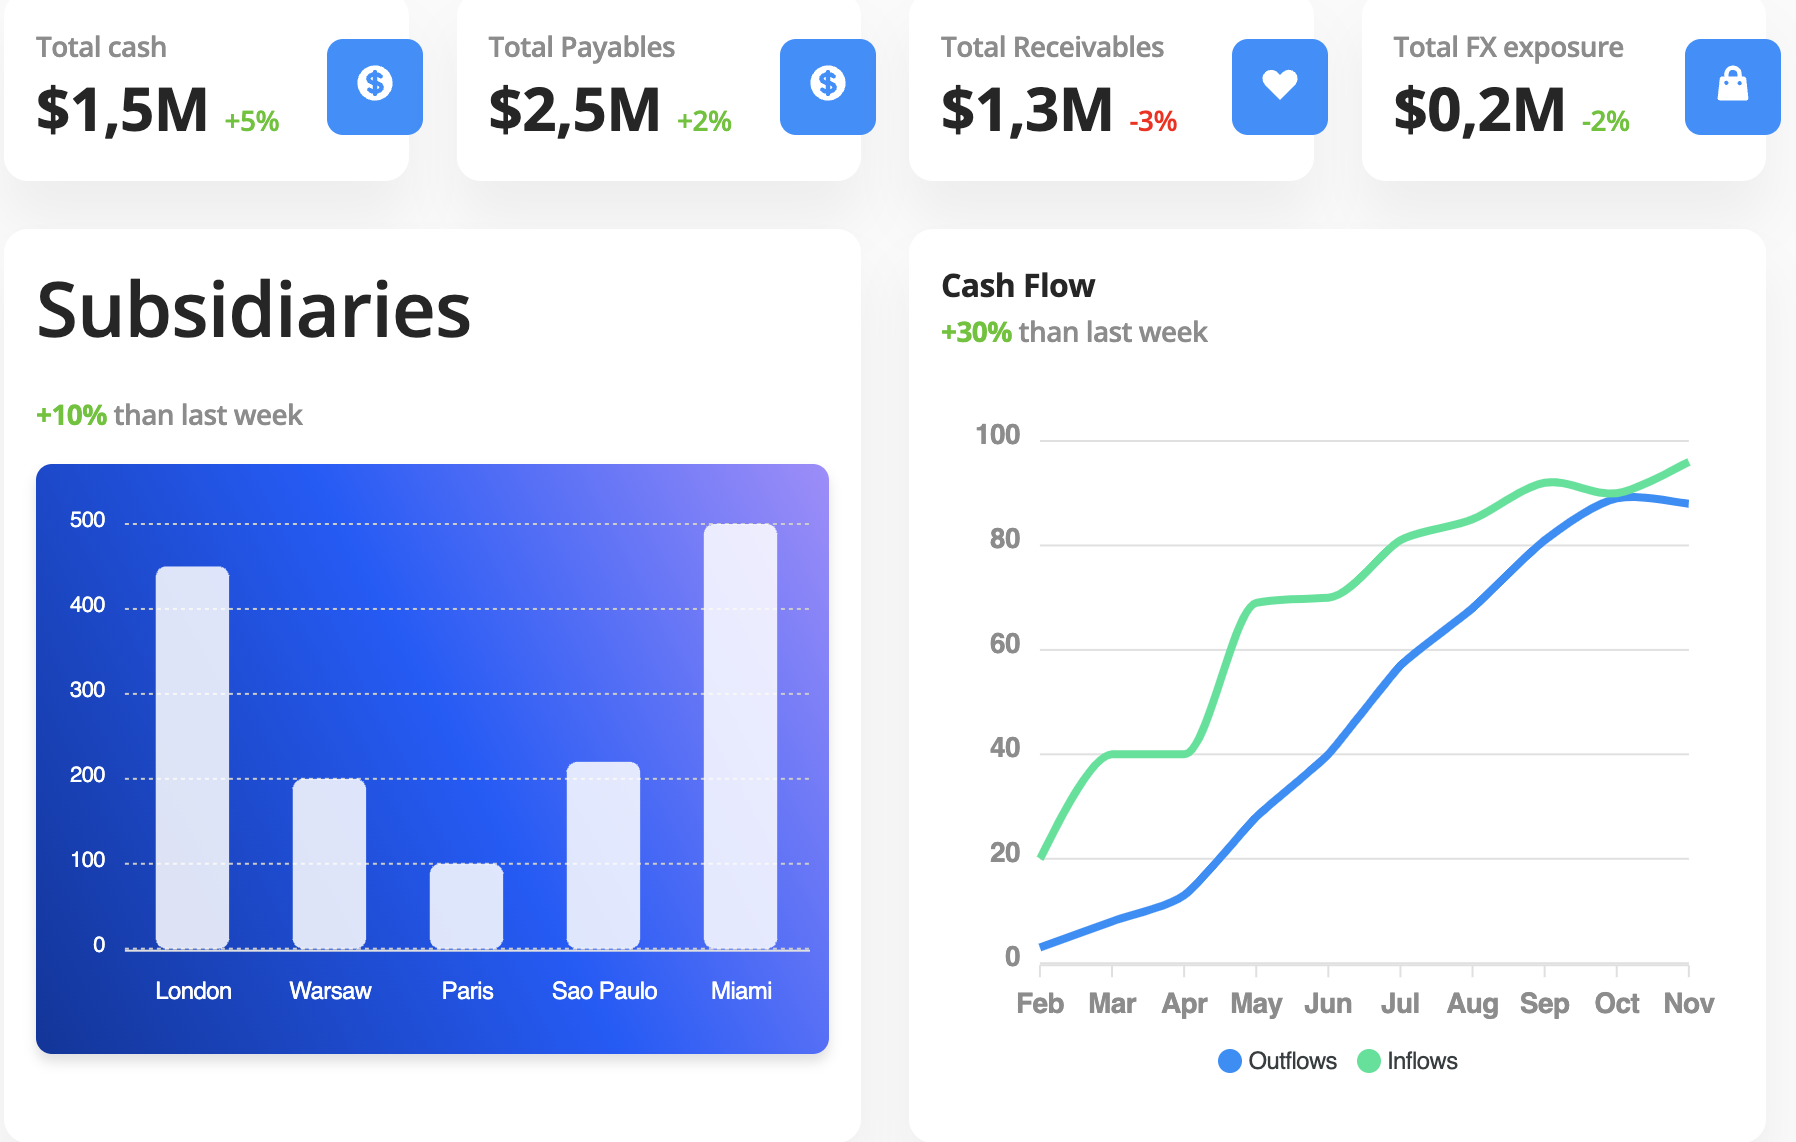 Total cash
$1,5M +5%
Total Payables
$2,5M +2%
Total Receivables
$1,3M -3%
Total FX exposure
$0,2M -2%
Subsidiaries
+10% than last week
500
400
300
200
100
0
London Warsaw Paris Sao Paulo Miami
Cash Flow
+30% than last week
100
80
60
40
20
0
Feb Mar Apr May Jun Jul Aug Sep Oct Nov
Outflows Inflows